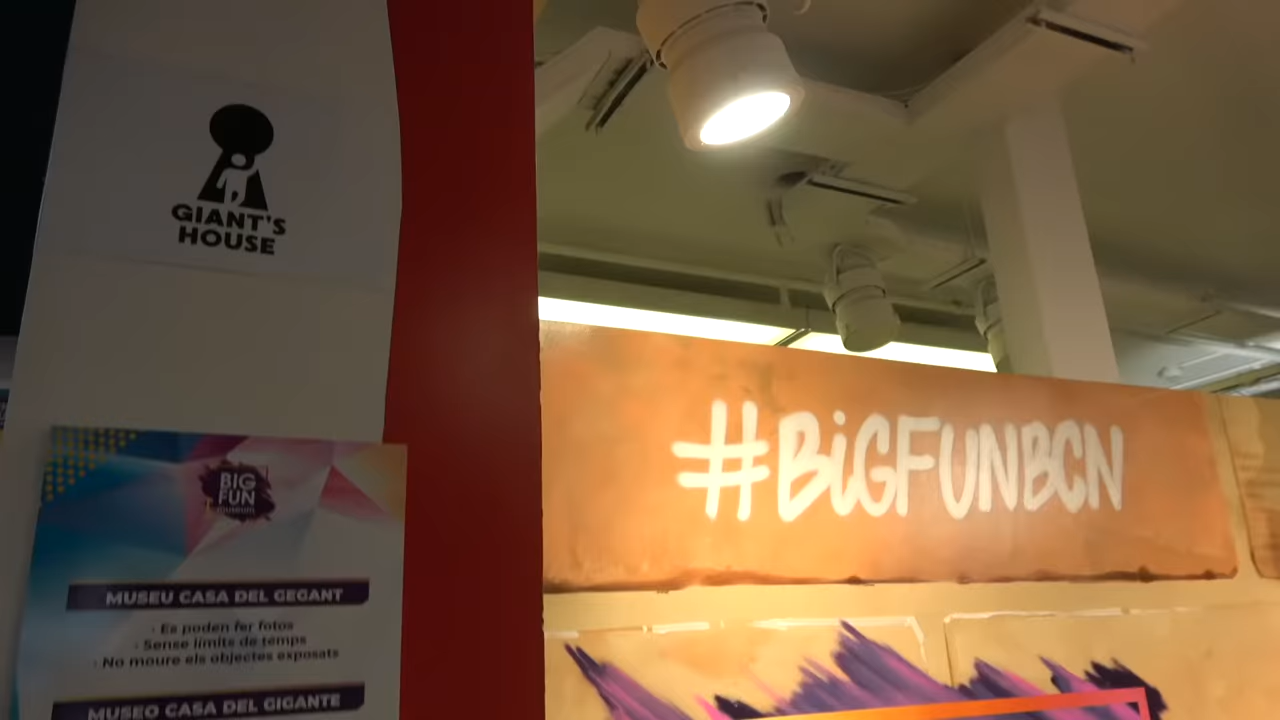 GIANT'S
HOUSE
BIG
FUN
museum
MUSEU CASA DEL GEGANT
· Es poden fer fotos
· Sense límits de temps
· No moure els objectes exposats
MUSEO CASA DEL GIGANTE
#BiGFUNBCN